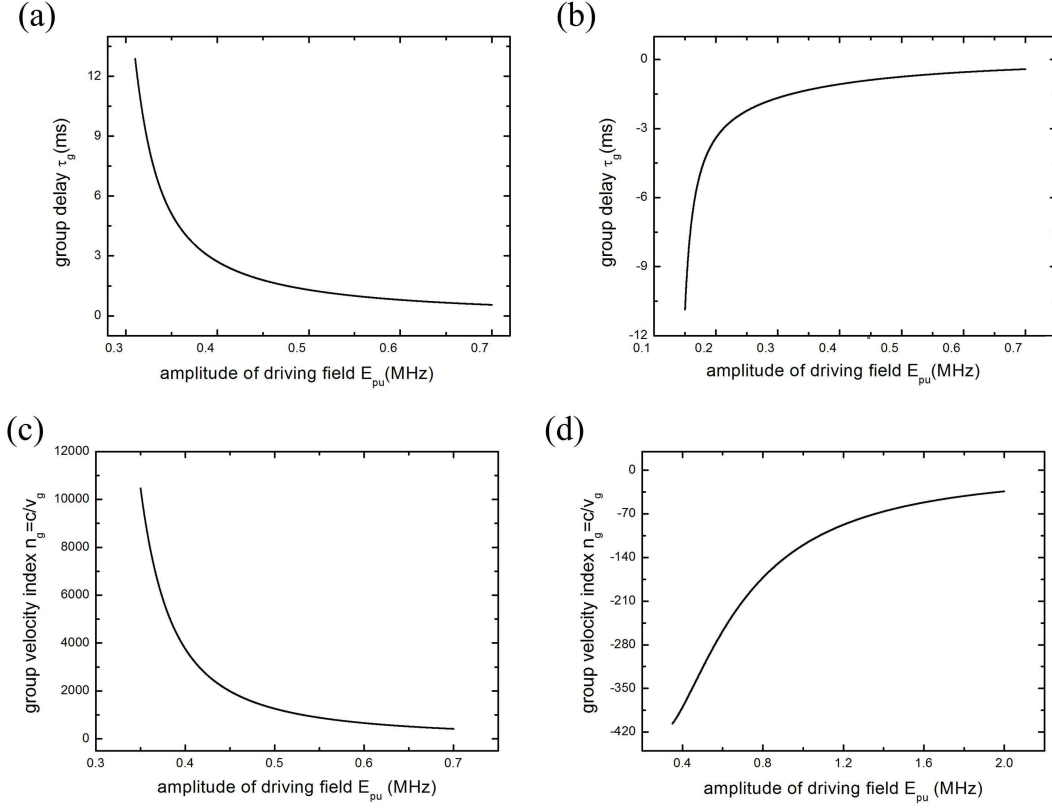 (a)
group delay τg(ms)
12
9
6
3
0
0.3 0.4 0.5 0.6 0.7
amplitude of driving field Epu(MHz)
(b)
group delay τg(ms)
0
-3
-6
-9
-12
0.1 0.2 0.3 0.4 0.5 0.6 0.7
amplitude of driving field Epu(MHz)
(c)
group velocity index ng=c/vg
12000
10000
8000
6000
4000
2000
0
0.3 0.4 0.5 0.6 0.7
amplitude of driving field Epu (MHz)
(d)
group velocity index ng=c/vg
0
-70
-140
-210
-280
-350
-420
0.4 0.8 1.2 1.6 2.0
amplitude of driving field Epu (MHz)